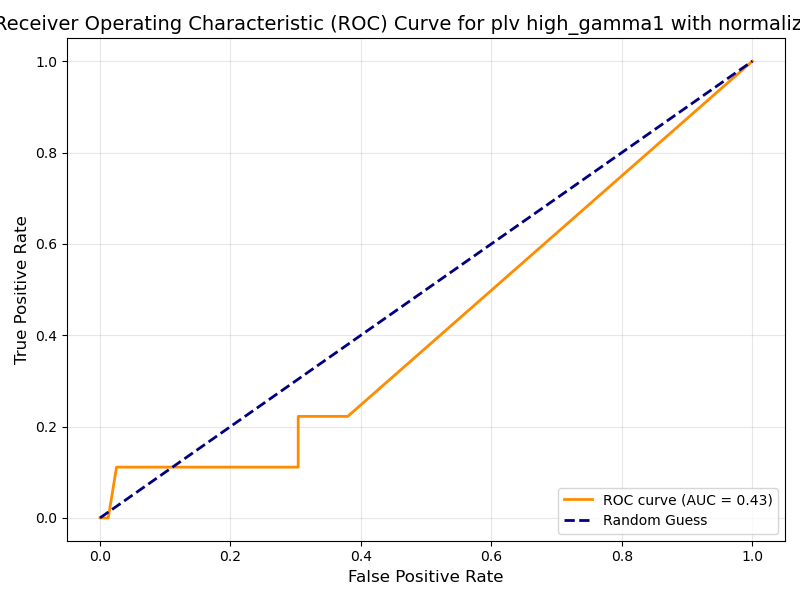 Receiver Operating Characteristic (ROC) Curve for plv high_gamma1 with normaliz
1.0
0.8
0.6
0.4
0.2
0.0
True Positive Rate
0.0 0.2 0.4 0.6 0.8 1.0
False Positive Rate
ROC curve (AUC = 0.43)
Random Guess